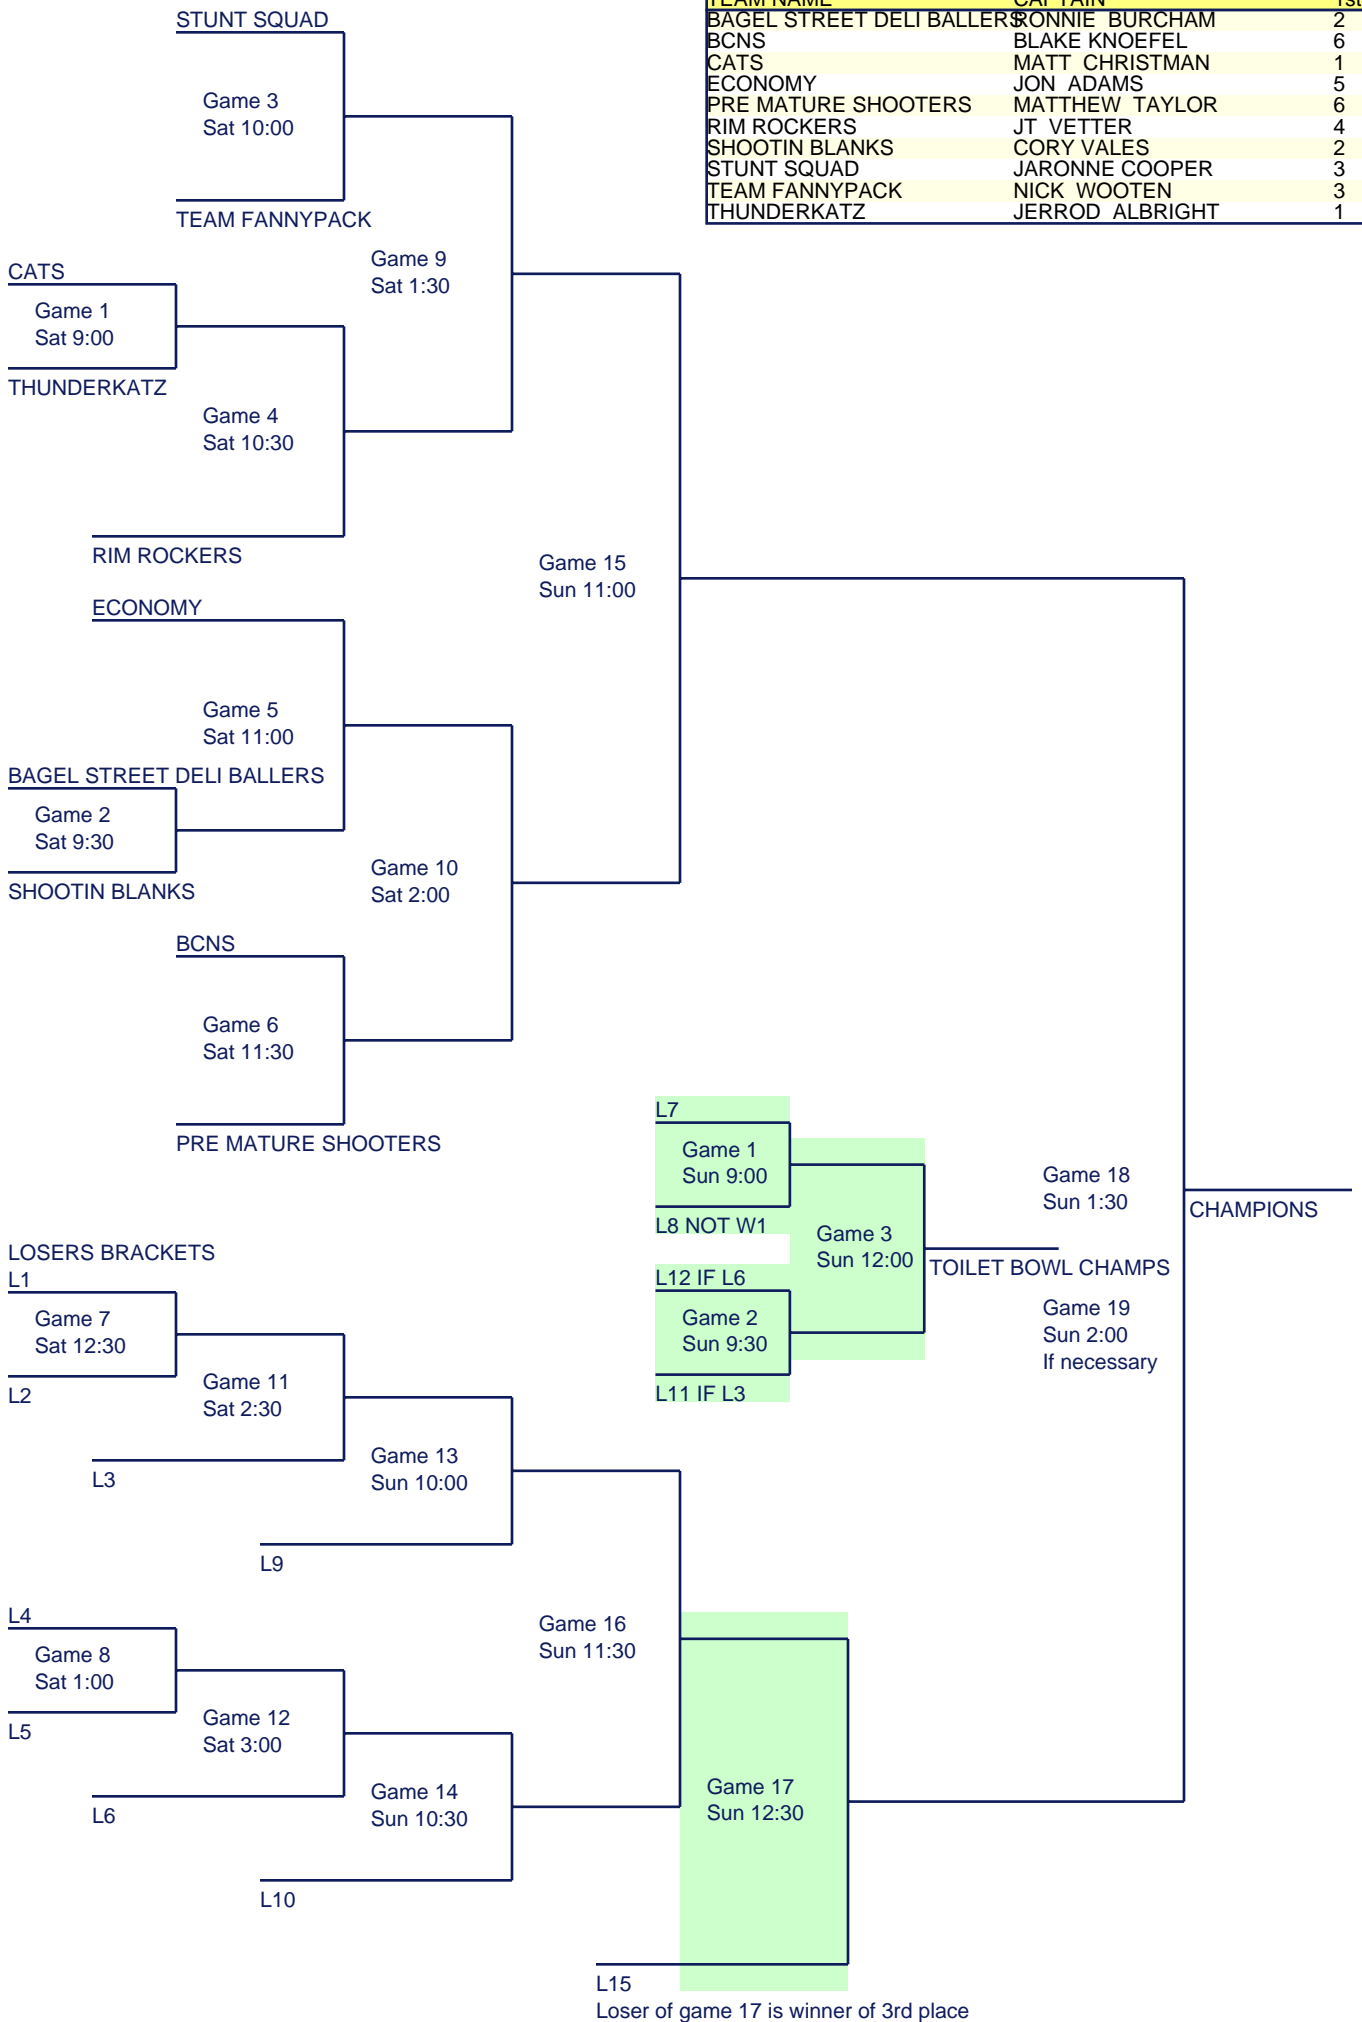 TEAM NAME CAPTAIN 1st
BAGEL STREET DELI BALLERS RONNIE BURCHAM 2
BCNS BLAKE KNOEFEL 6
CATS MATT CHRISTMAN 1
ECONOMY JON ADAMS 5
PRE MATURE SHOOTERS MATTHEW TAYLOR 6
RIM ROCKERS JT VETTER 4
SHOOTIN BLANKS CORY VALES 2
STUNT SQUAD JARONNE COOPER 3
TEAM FANNYPACK NICK WOOTEN 3
THUNDERKATZ JERROD ALBRIGHT 1
STUNT SQUAD
Game 3
Sat 10:00
TEAM FANNYPACK
Game 9
Sat 1:30
CATS
Game 1
Sat 9:00
THUNDERKATZ
Game 4
Sat 10:30
RIM ROCKERS
Game 15
Sun 11:00
ECONOMY
Game 5
Sat 11:00
BAGEL STREET DELI BALLERS
Game 2
Sat 9:30
SHOOTIN BLANKS
Game 10
Sat 2:00
BCNS
Game 6
Sat 11:30
PRE MATURE SHOOTERS
L7
Game 1
Sun 9:00
L8 NOT W1
Game 3
Sun 12:00
L12 IF L6
Game 2
Sun 9:30
L11 IF L3
TOILET BOWL CHAMPS
Game 18
Sun 1:30
CHAMPIONS
Game 19
Sun 2:00
If necessary
LOSERS BRACKETS
L1
Game 7
Sat 12:30
L2
Game 11
Sat 2:30
L3
Game 13
Sun 10:00
L9
L4
Game 8
Sat 1:00
L5
Game 12
Sat 3:00
L6
Game 14
Sun 10:30
L10
Game 16
Sun 11:30
Game 17
Sun 12:30
L15
Loser of game 17 is winner of 3rd place